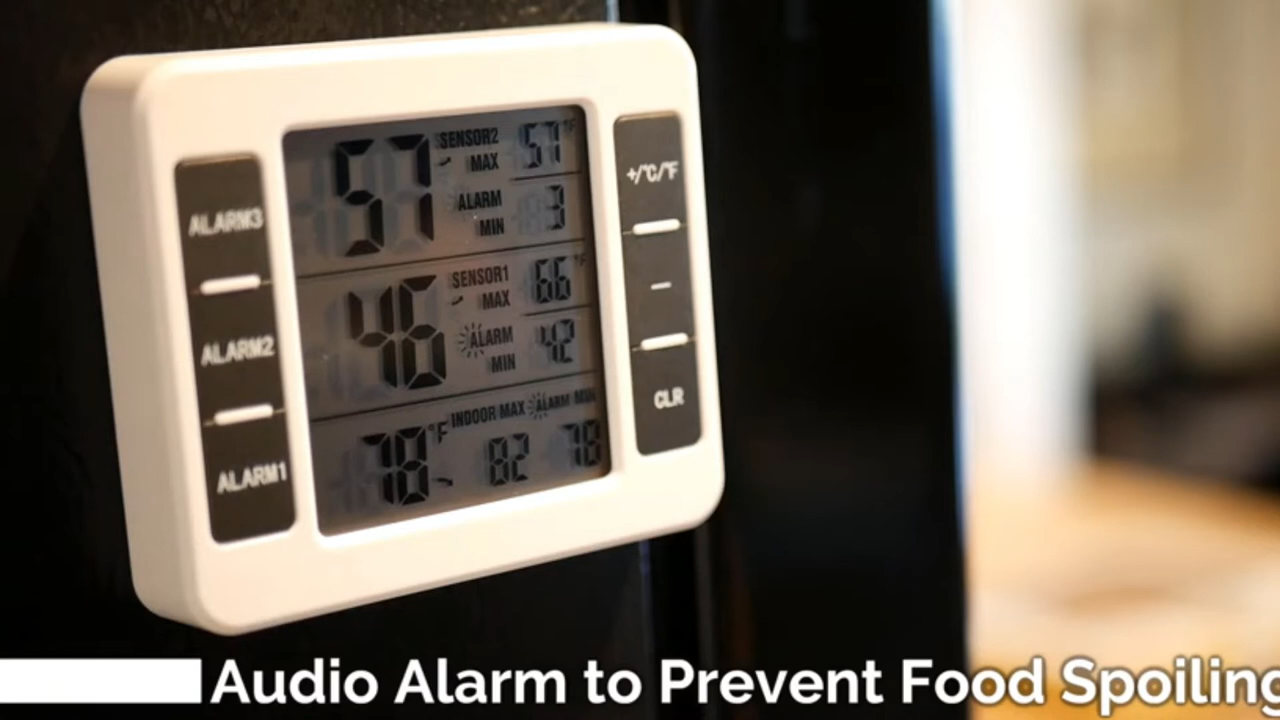 ALARM3
ALARM2
ALARM1
57 SENSOR2 MAX 57 °F
ALARM MIN 3
46 SENSOR1 MAX 66 °F
ALARM MIN 42
INDOOR MAX ALARM MIN
78 °F 82 78
+/°C/°F
−
CLR
Audio Alarm to Prevent Food Spoiling